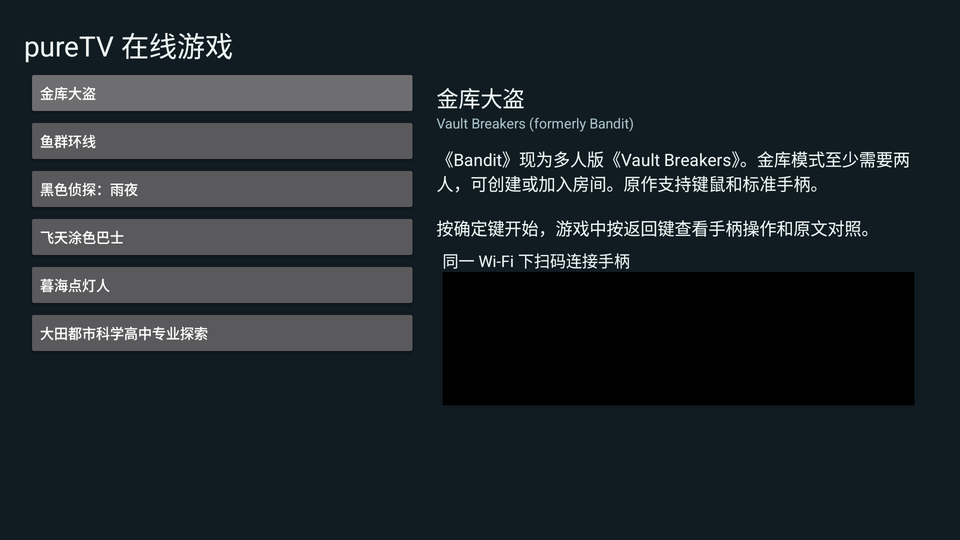 pureTV 在线游戏
金库大盗
鱼群环线
黑色侦探：雨夜
飞天涂色巴士
暮海点灯人
大田都市科学高中专业探索
金库大盗
Vault Breakers (formerly Bandit)
《Bandit》现为多人版《Vault Breakers》。金库模式至少需要两
人，可创建或加入房间。原作支持键鼠和标准手柄。
按确定键开始，游戏中按返回键查看手柄操作和原文对照。
同一 Wi-Fi 下扫码连接手柄